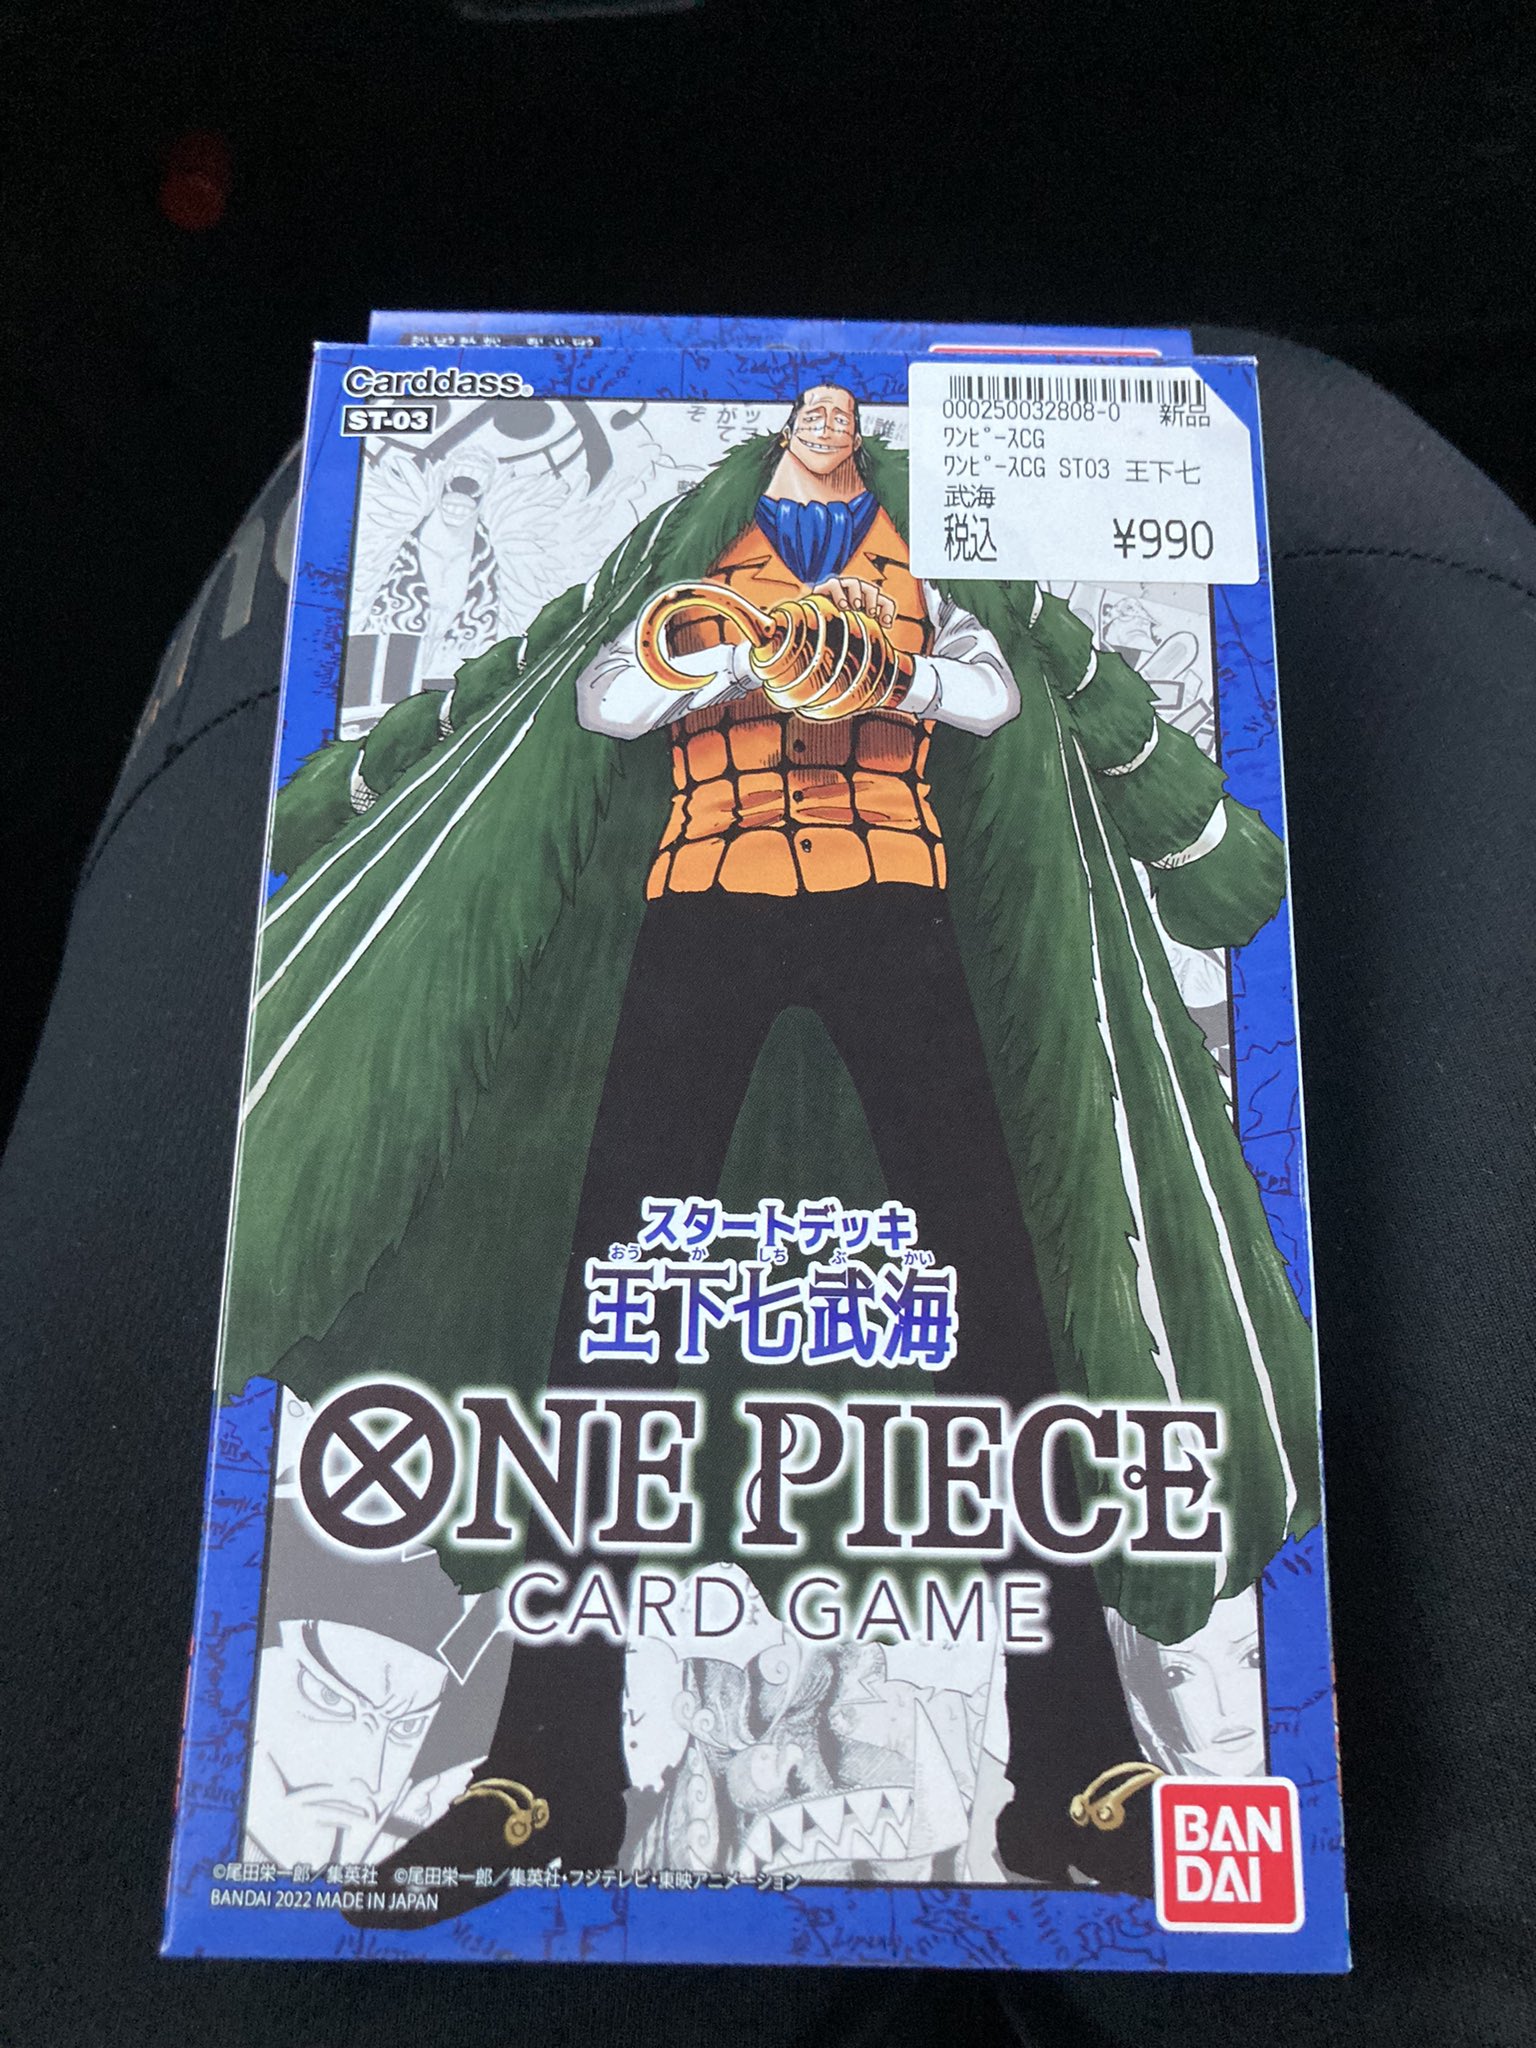 Carddass®
ST-03
000250032808-0 新品
ﾜﾝﾋﾟｰｽCG
ﾜﾝﾋﾟｰｽCG ST03 王下七
武海
税込 ¥990
スタートデッキ
おう か しち ぶ かい
王下七武海
ONE PIECE
CARD GAME
BAN
DAI
©尾田栄一郎／集英社 ©尾田栄一郎／集英社・フジテレビ・東映アニメーション
BANDAI 2022 MADE IN JAPAN